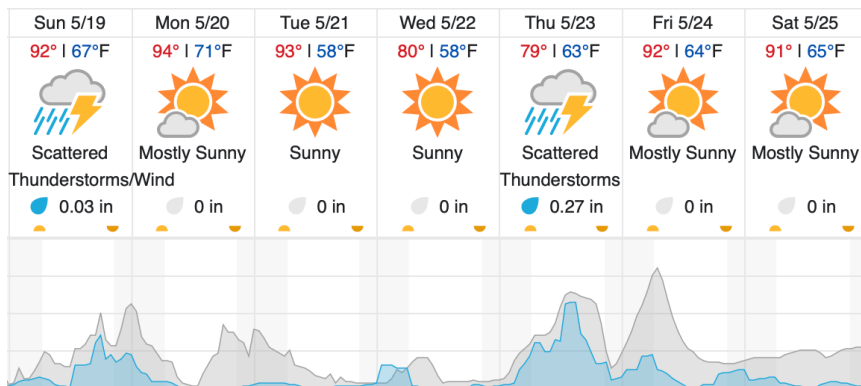 Sun 5/19 Mon 5/20 Tue 5/21 Wed 5/22 Thu 5/23 Fri 5/24 Sat 5/25
92° | 67°F 94° | 71°F 93° | 58°F 80° | 58°F 79° | 63°F 92° | 64°F 91° | 65°F
Scattered Mostly Sunny Sunny Sunny Scattered Mostly Sunny Mostly Sunny
Thunderstorms/Wind Thunderstorms
0.03 in 0 in 0 in 0 in 0.27 in 0 in 0 in